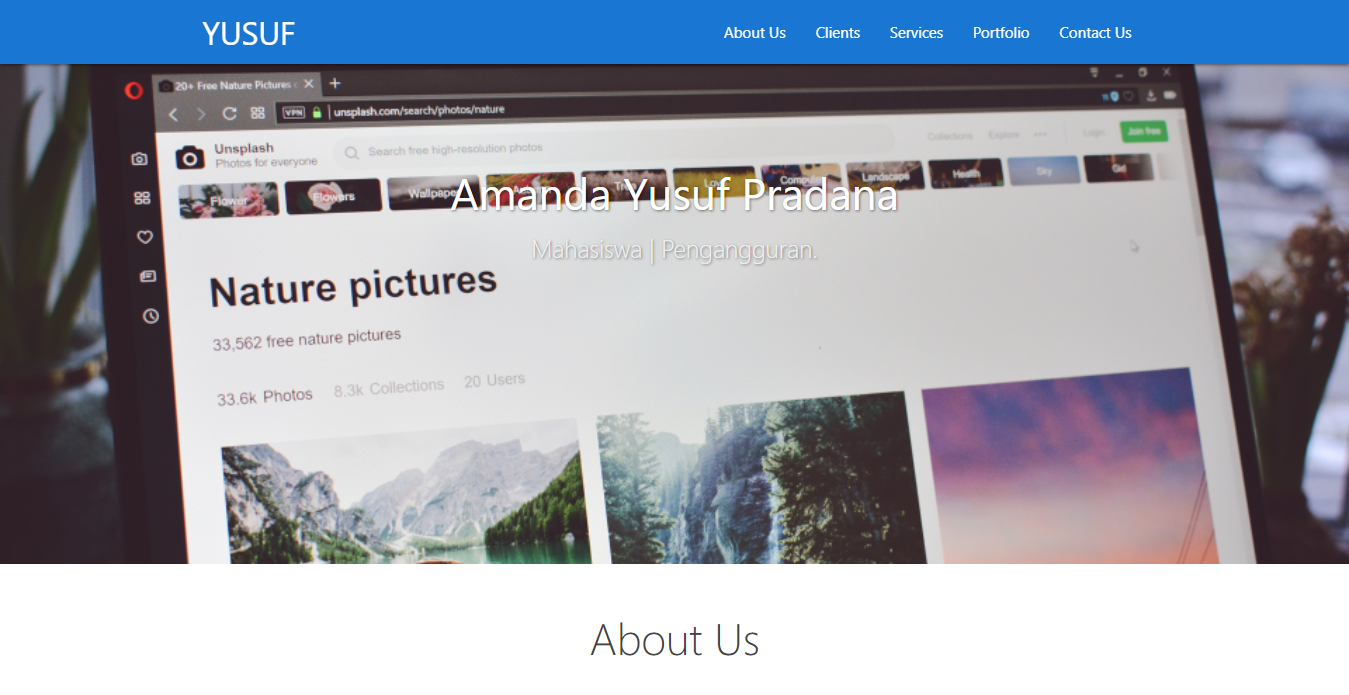 YUSUF
About Us Clients Services Portfolio Contact Us
20+ Free Nature Pictures
VPN unsplash.com/search/photos/nature
Unsplash
Photos for everyone
Search free high-resolution photos
Collections Explore ••• Login Join free
Flower Flowers Wallpaper Computer Landscape Health Sky Girl
Amanda Yusuf Pradana
Mahasiswa | Pengangguran.
Nature pictures
33,562 free nature pictures
33.6k Photos 8.3k Collections 20 Users
About Us